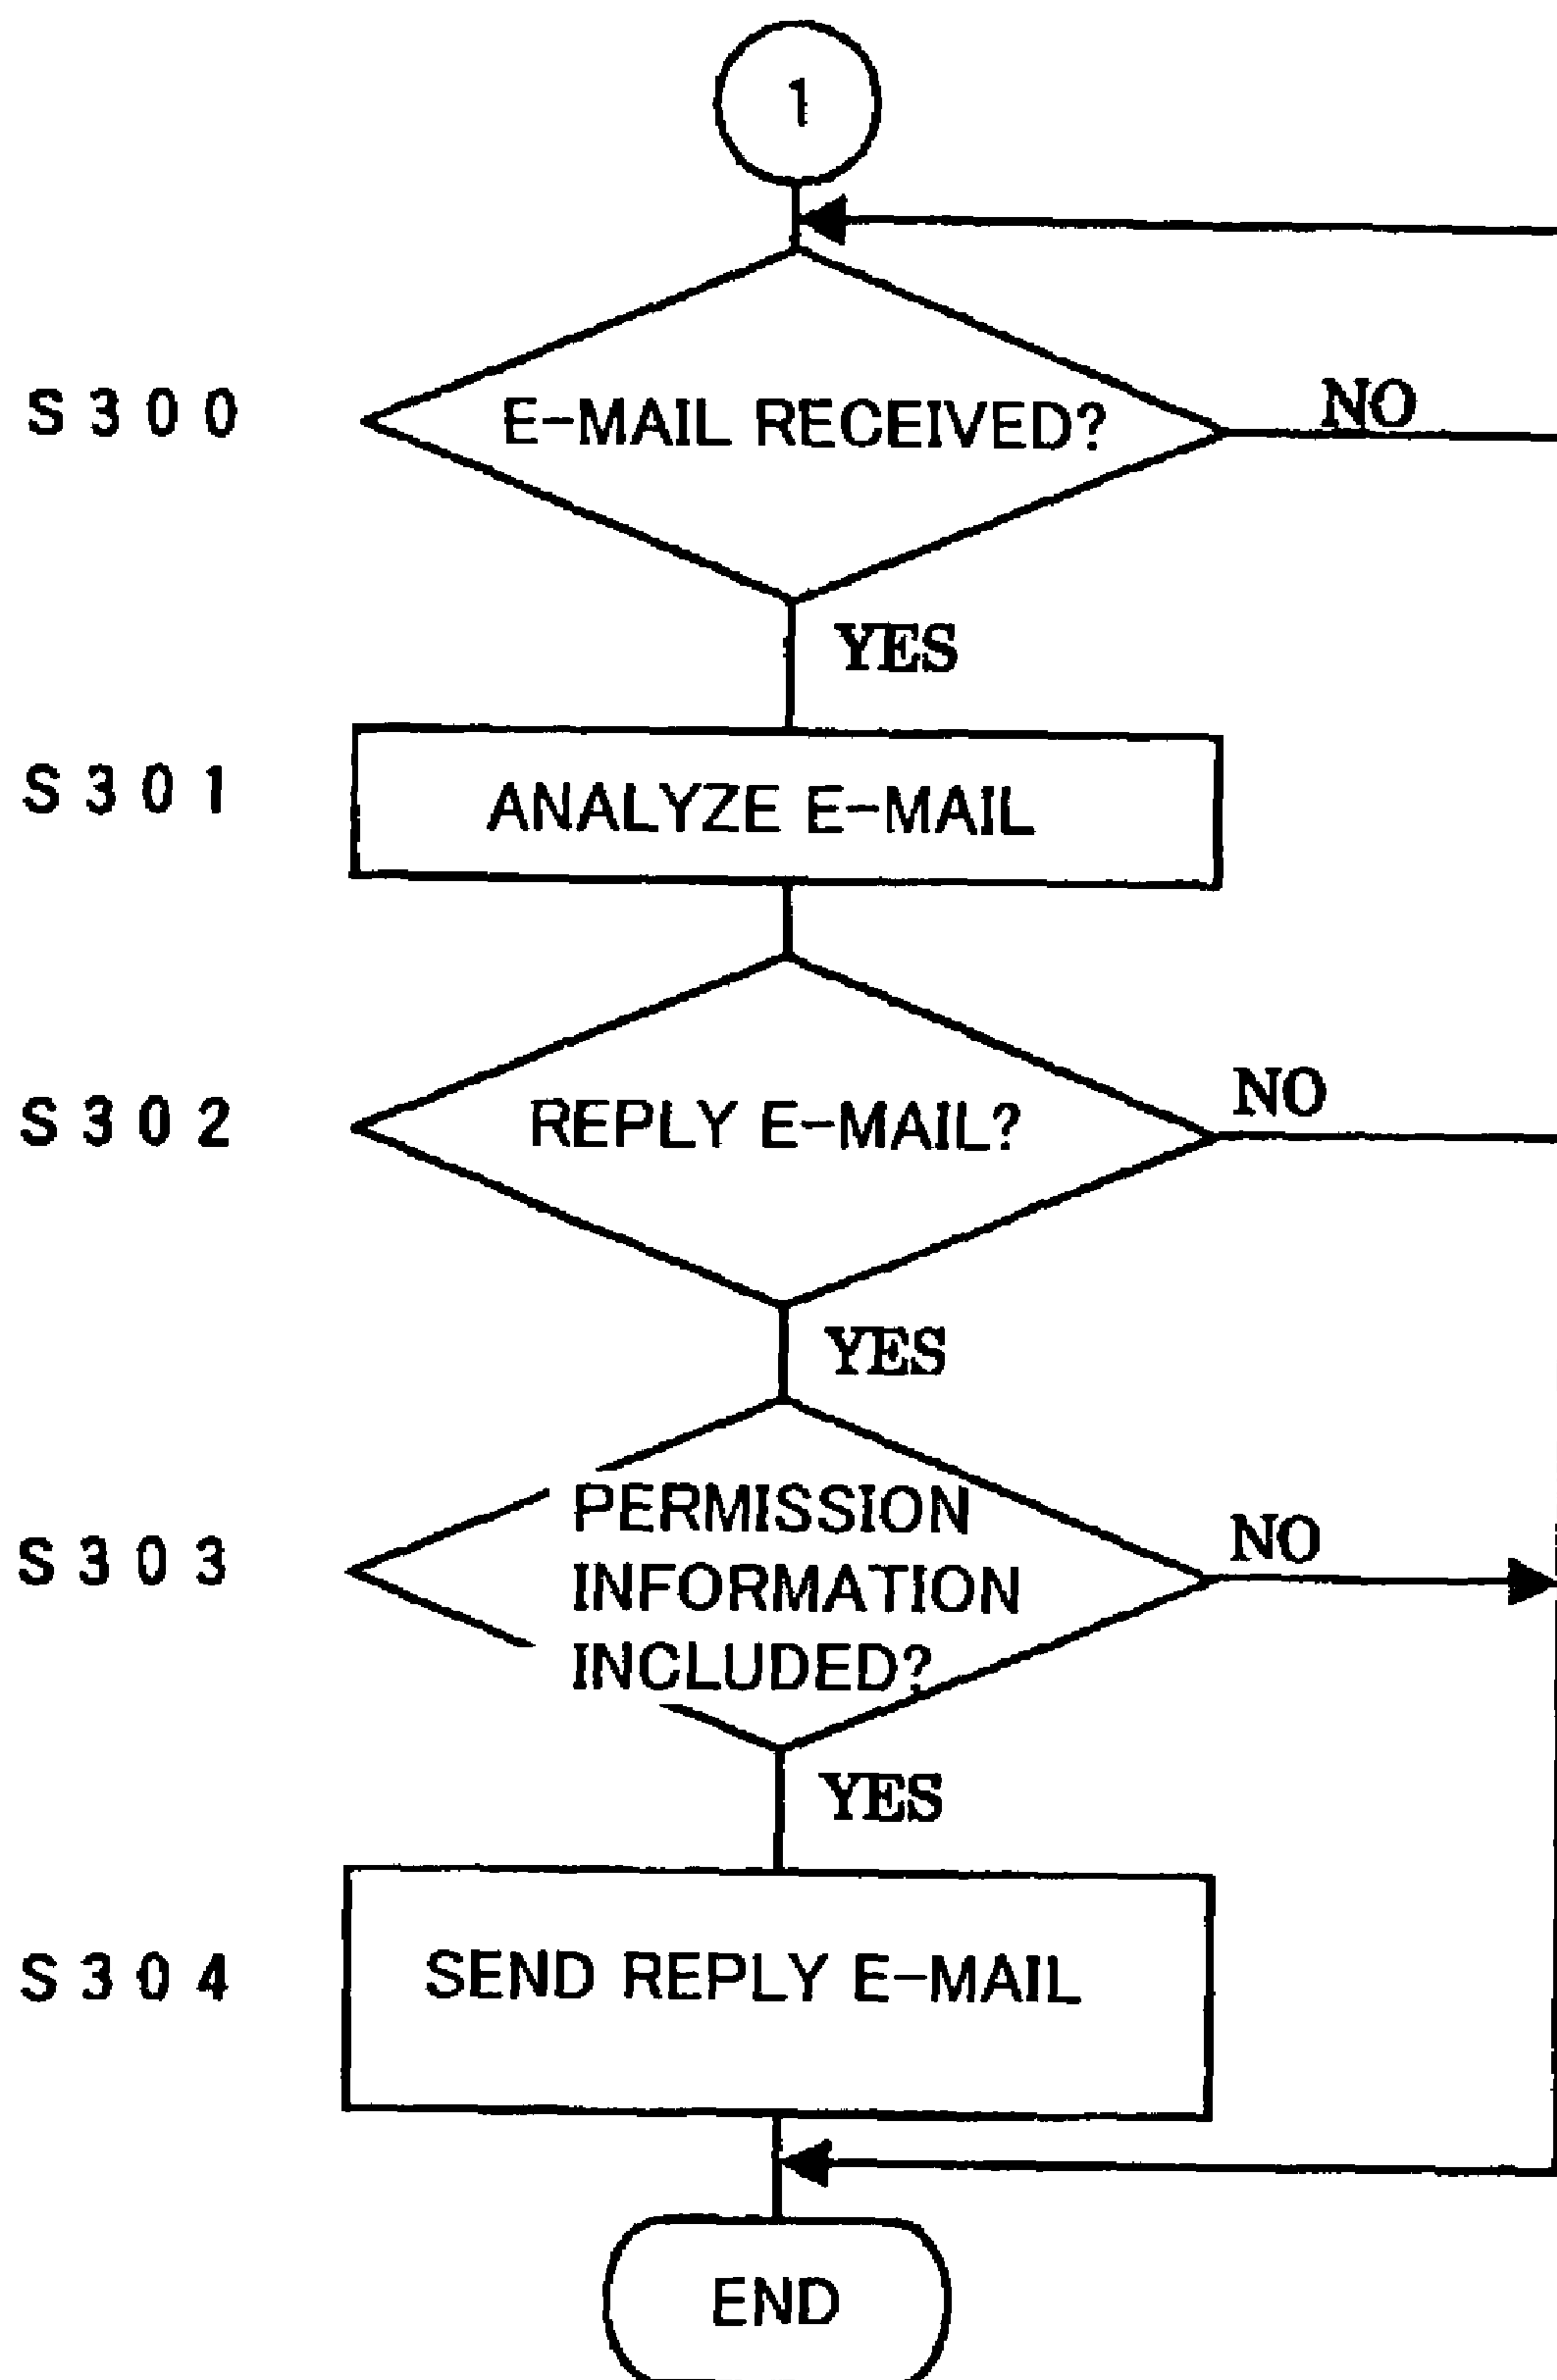 1
S300
E-MAIL RECEIVED?
NO
YES
S301
ANALYZE E-MAIL
S302
REPLY E-MAIL?
NO
YES
S303
PERMISSION
INFORMATION
INCLUDED?
NO
YES
S304
SEND REPLY E-MAIL
END